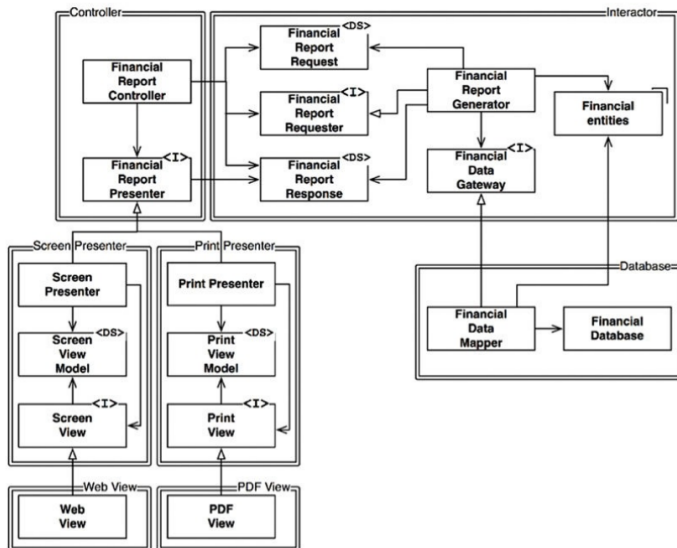 Controller
Interactor
Financial
Report
Controller
<I>
Financial
Report
Presenter
<DS>
Financial
Report
Request
<I>
Financial
Report
Requester
<DS>
Financial
Report
Response
Financial
Report
Generator
<I>
Financial
Data
Gateway
Financial
entities
Screen Presenter
Screen
Presenter
<DS>
Screen
View
Model
<I>
Screen
View
Print Presenter
Print Presenter
<DS>
Print
View
Model
<I>
Print
View
Database
Financial
Data
Mapper
Financial
Database
Web View
Web
View
PDF View
PDF
View